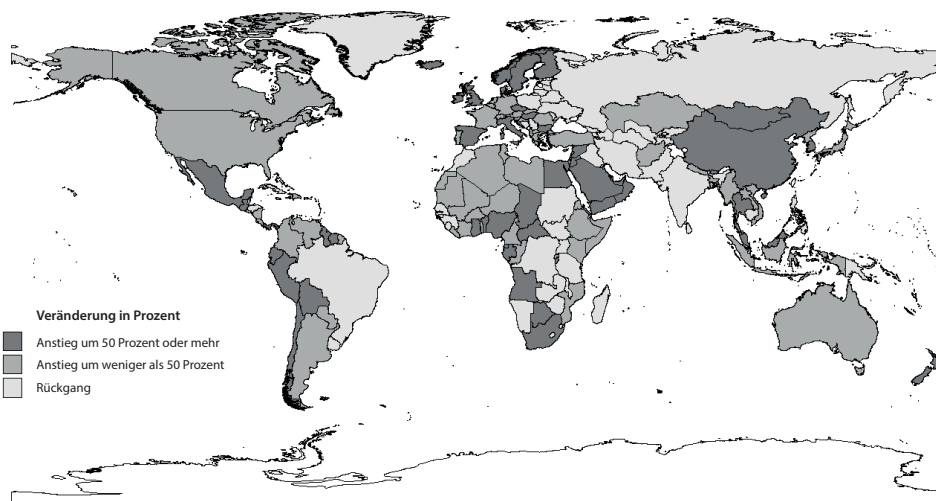 Veränderung in Prozent
Anstieg um 50 Prozent oder mehr
Anstieg um weniger als 50 Prozent
Rückgang